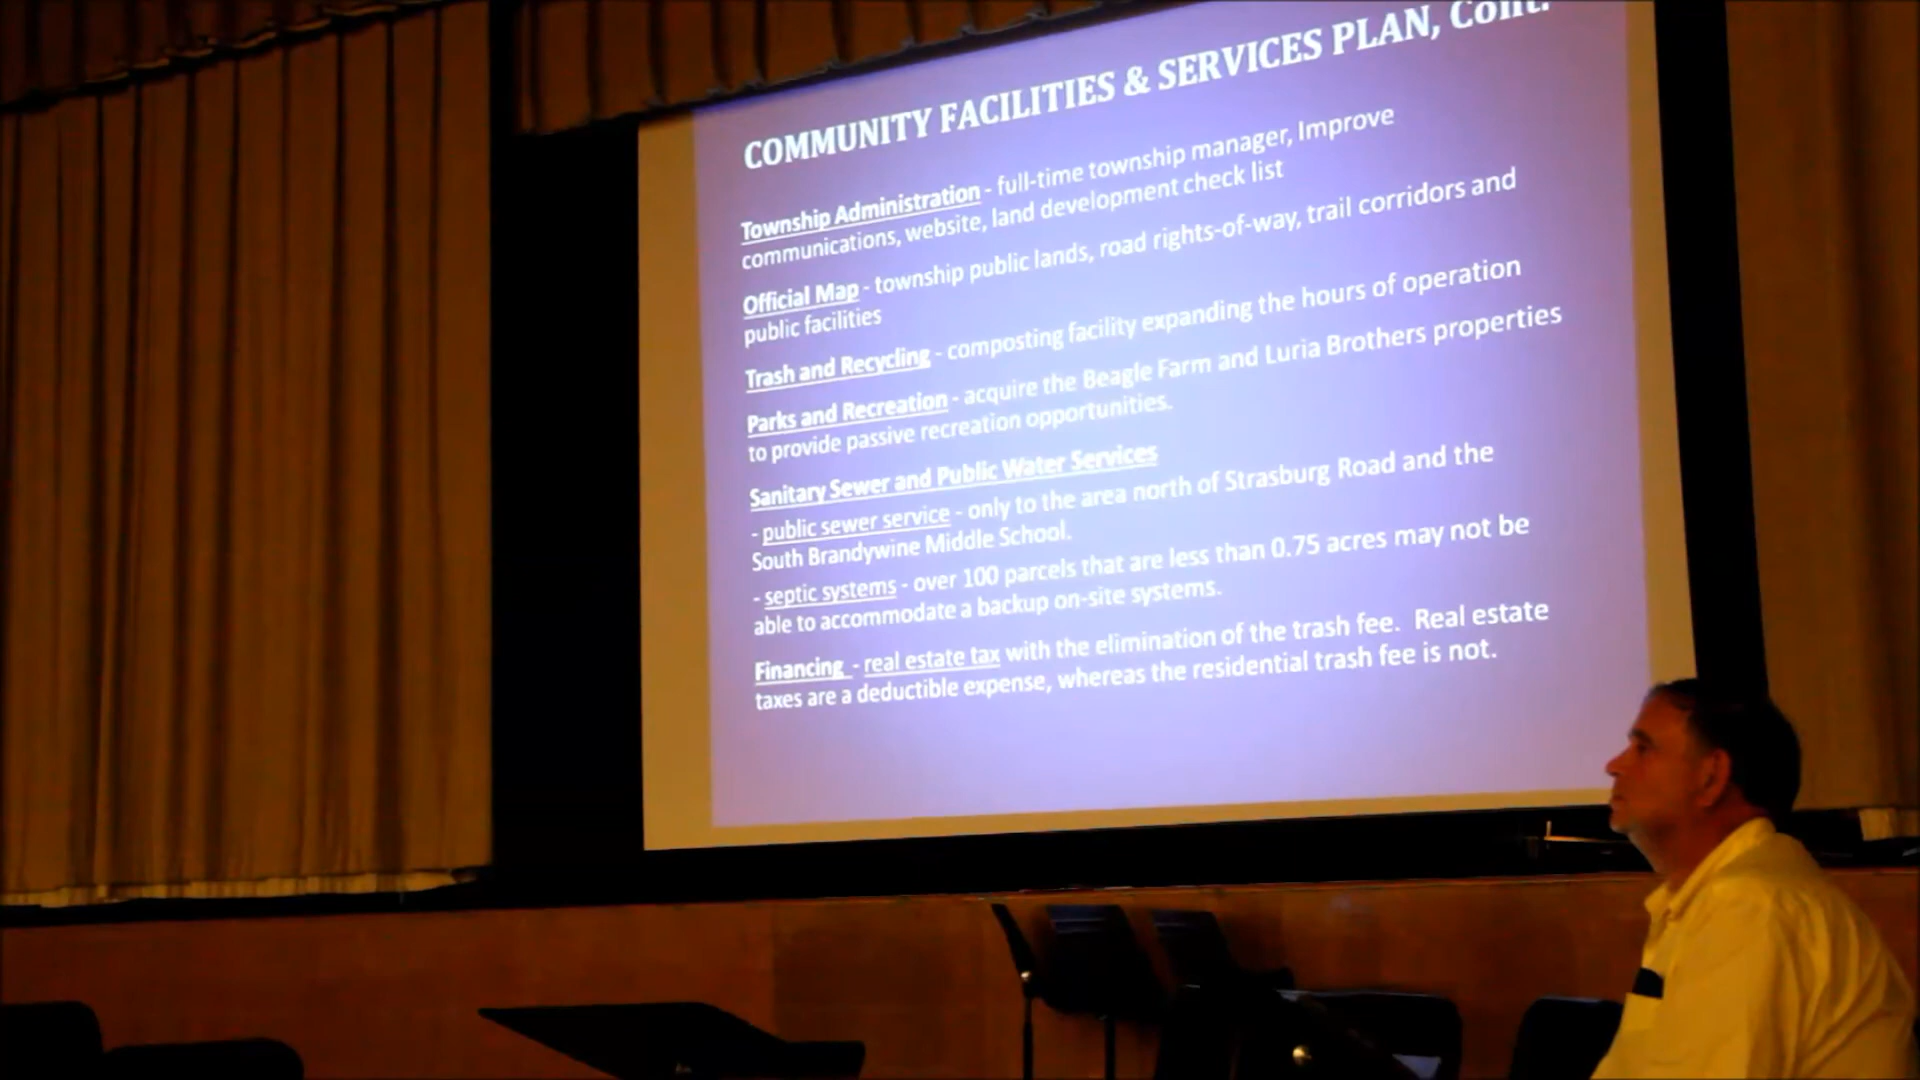 COMMUNITY FACILITIES & SERVICES PLAN, Cont.
Township Administration - full-time township manager, Improve
communications, website, land development check list
Official Map - township public lands, road rights-of-way, trail corridors and
public facilities
Trash and Recycling - composting facility expanding the hours of operation
Parks and Recreation - acquire the Beagle Farm and Luria Brothers properties
to provide passive recreation opportunities.
Sanitary Sewer and Public Water Services
- public sewer service - only to the area north of Strasburg Road and the
South Brandywine Middle School.
- septic systems - over 100 parcels that are less than 0.75 acres may not be
able to accommodate a backup on-site systems.
Financing - real estate tax with the elimination of the trash fee. Real estate
taxes are a deductible expense, whereas the residential trash fee is not.